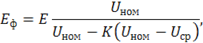 Eф = E Uном / (Uном − K(Uном − Uср)),